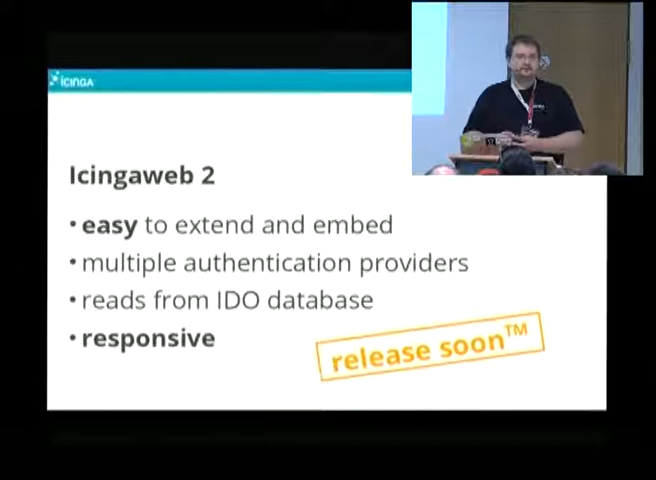 icinga
Icingaweb 2
• easy to extend and embed
• multiple authentication providers
• reads from IDO database
• responsive
release soon™